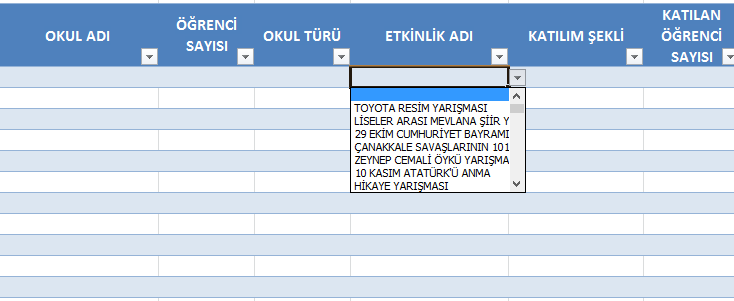 OKUL ADI
ÖĞRENCİ
SAYISI
OKUL TÜRÜ
ETKİNLİK ADI
KATILIM ŞEKLİ
KATILAN
ÖĞRENCİ
SAYISI
TOYOTA RESİM YARIŞMASI
LİSELER ARASI MEVLANA ŞİİR Y
29 EKİM CUMHURİYET BAYRAMI
ÇANAKKALE SAVAŞLARININ 101
ZEYNEP CEMALİ ÖYKÜ YARIŞMA
10 KASIM ATATÜRK'Ü ANMA
HİKAYE YARIŞMASI